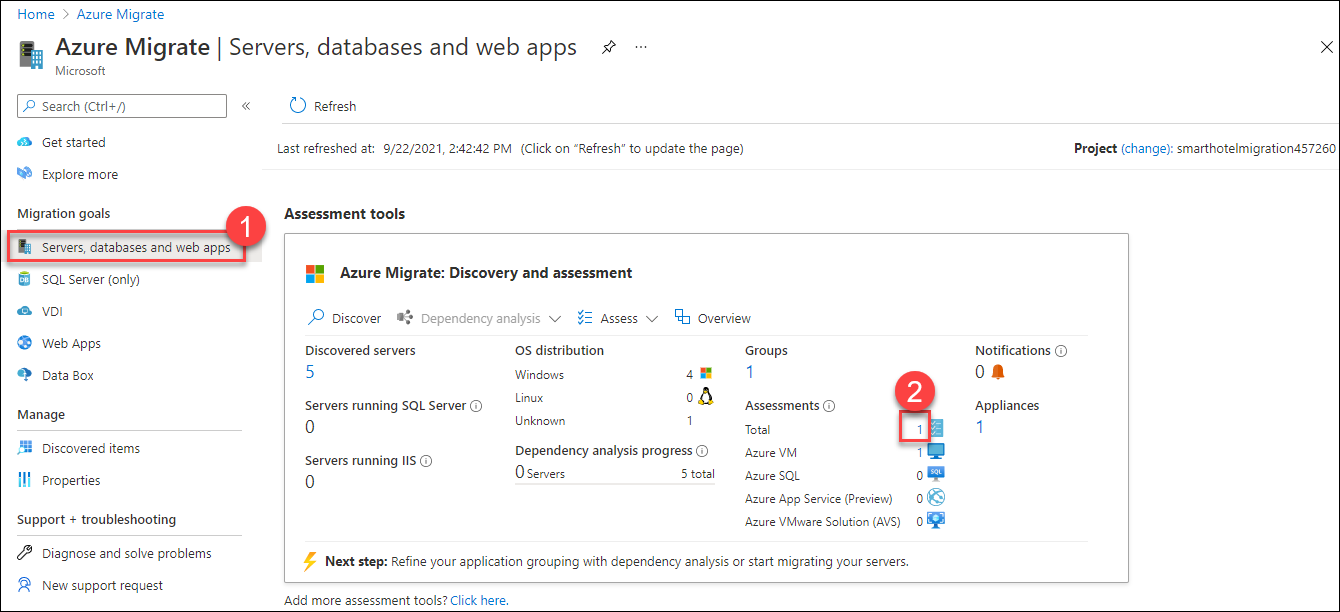 Home > Azure Migrate
Azure Migrate | Servers, databases and web apps ...
Microsoft
Search (Ctrl+/) «
Refresh
Get started
Explore more
Last refreshed at: 9/22/2021, 2:42:42 PM (Click on “Refresh” to update the page)
Project (change): smarthotelmigration457260
Migration goals
1
Servers, databases and web apps
SQL Server (only)
VDI
Web Apps
Data Box
Manage
Discovered items
Properties
Support + troubleshooting
Diagnose and solve problems
New support request
Assessment tools
Azure Migrate: Discovery and assessment
Discover Dependency analysis Assess Overview
Discovered servers
5
Servers running SQL Server
0
Servers running IIS
0
OS distribution
Windows 4
Linux 0
Unknown 1
Dependency analysis progress
0 Servers 5 total
Groups
1
2
Assessments
Total 1
Azure VM 1
Azure SQL 0 SQL
Azure App Service (Preview) 0
Azure VMware Solution (AVS) 0
Notifications
0
Appliances
1
Next step: Refine your application grouping with dependency analysis or start migrating your servers.
Add more assessment tools? Click here.